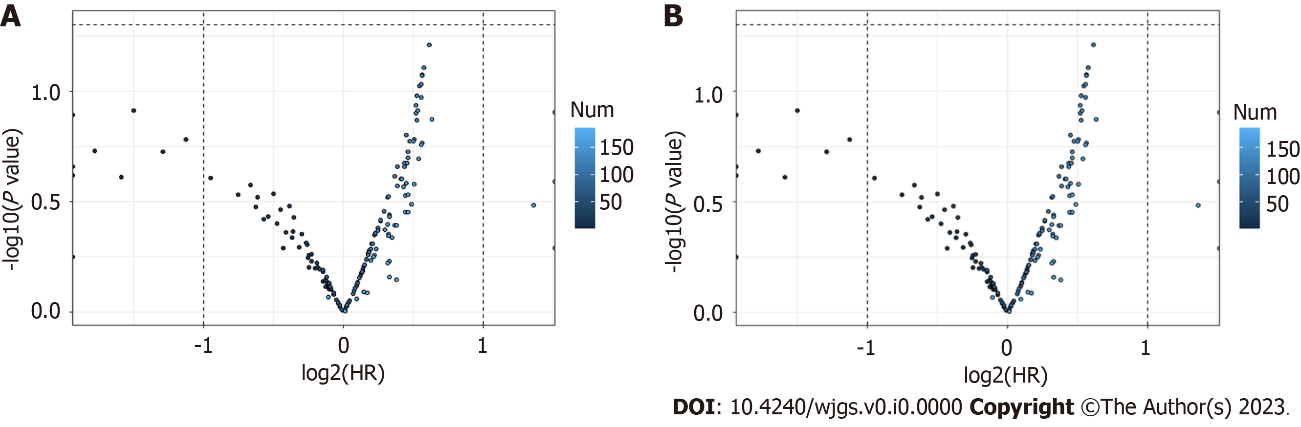 A
-log10(P value)
1.0
0.5
0.0
-1
0
1
log2(HR)
Num
150
100
50
B
-log10(P value)
1.0
0.5
0.0
-1
0
1
log2(HR)
Num
150
100
50
DOI: 10.4240/wjgs.v0.i0.0000 Copyright ©The Author(s) 2023.